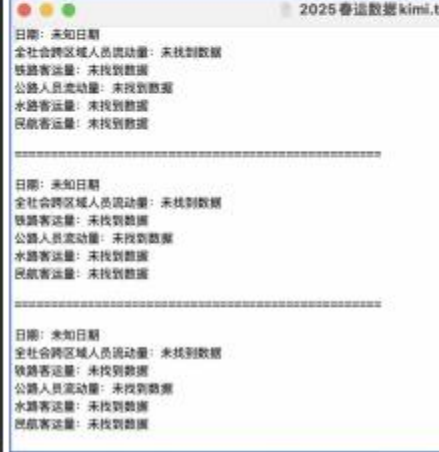 2025春运数据kimi.t
日期：未知日期
全社会跨区域人员流动量：未找到数据
铁路客运量：未找到数据
公路人员流动量：未找到数据
水路客运量：未找到数据
民航客运量：未找到数据
==================================================
日期：未知日期
全社会跨区域人员流动量：未找到数据
铁路客运量：未找到数据
公路人员流动量：未找到数据
水路客运量：未找到数据
民航客运量：未找到数据
==================================================
日期：未知日期
全社会跨区域人员流动量：未找到数据
铁路客运量：未找到数据
公路人员流动量：未找到数据
水路客运量：未找到数据
民航客运量：未找到数据